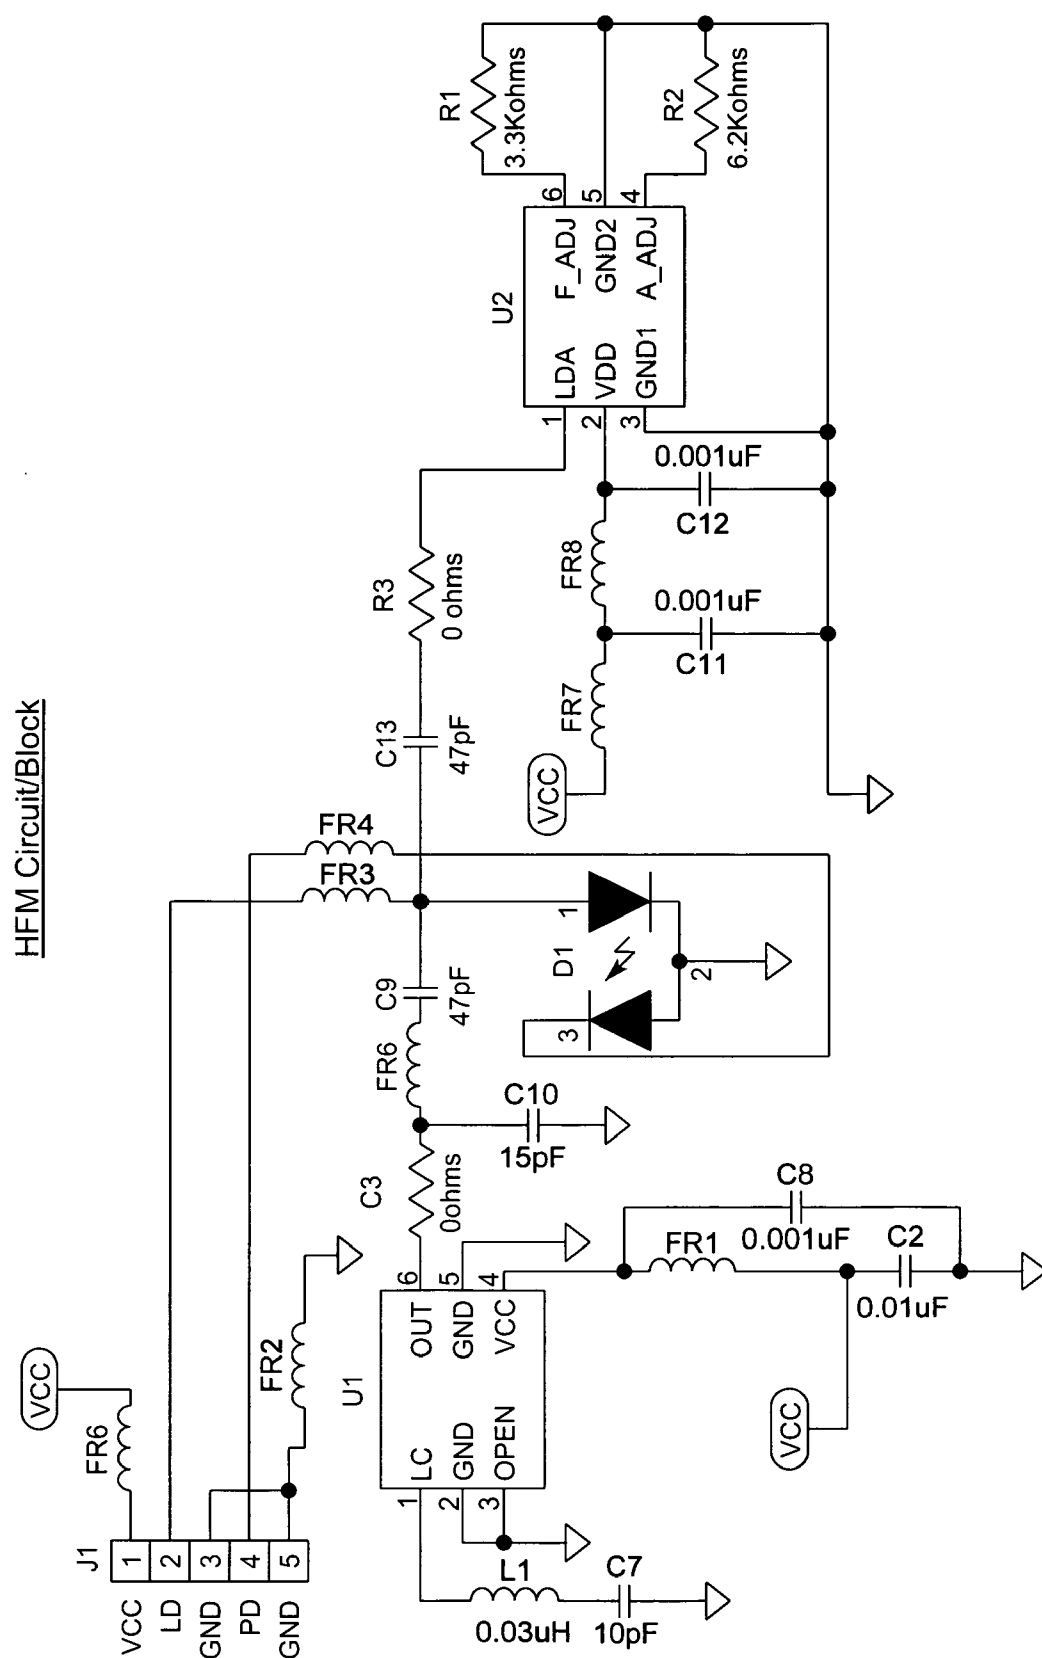 HFM Circuit/Block
J1
VCC
1
LD
2
GND
3
PD
4
GND
5
FR6
VCC
FR2
FR3
FR4
U1
1
LC
2
GND
3
OPEN
6
OUT
5
GND
4
VCC
L1
0.03uH
C7
10pF
C3
0ohms
C10
15pF
FR6
C9
47pF
FR1
C8
0.001uF
C2
0.01uF
VCC
D1
1
2
3
C13
47pF
R3
0 ohms
VCC
FR7
FR8
C11
0.001uF
C12
0.001uF
U2
1
LDA
2
VDD
3
GND1
6
F_ADJ
5
GND2
4
A_ADJ
R1
3.3Kohms
R2
6.2Kohms